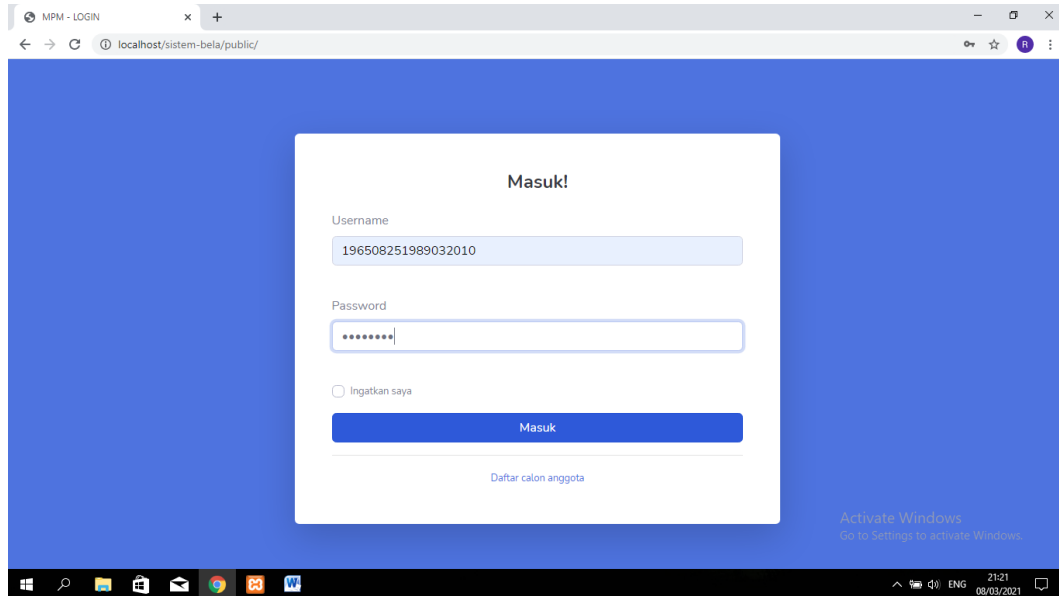 MPM - LOGIN
localhost/sistem-bela/public/
R
Masuk!
Username
196508251989032010
Password
••••••••
Ingatkan saya
Masuk
Daftar calon anggota
Activate Windows
Go to Settings to activate Windows.
ENG
21:21
08/03/2021